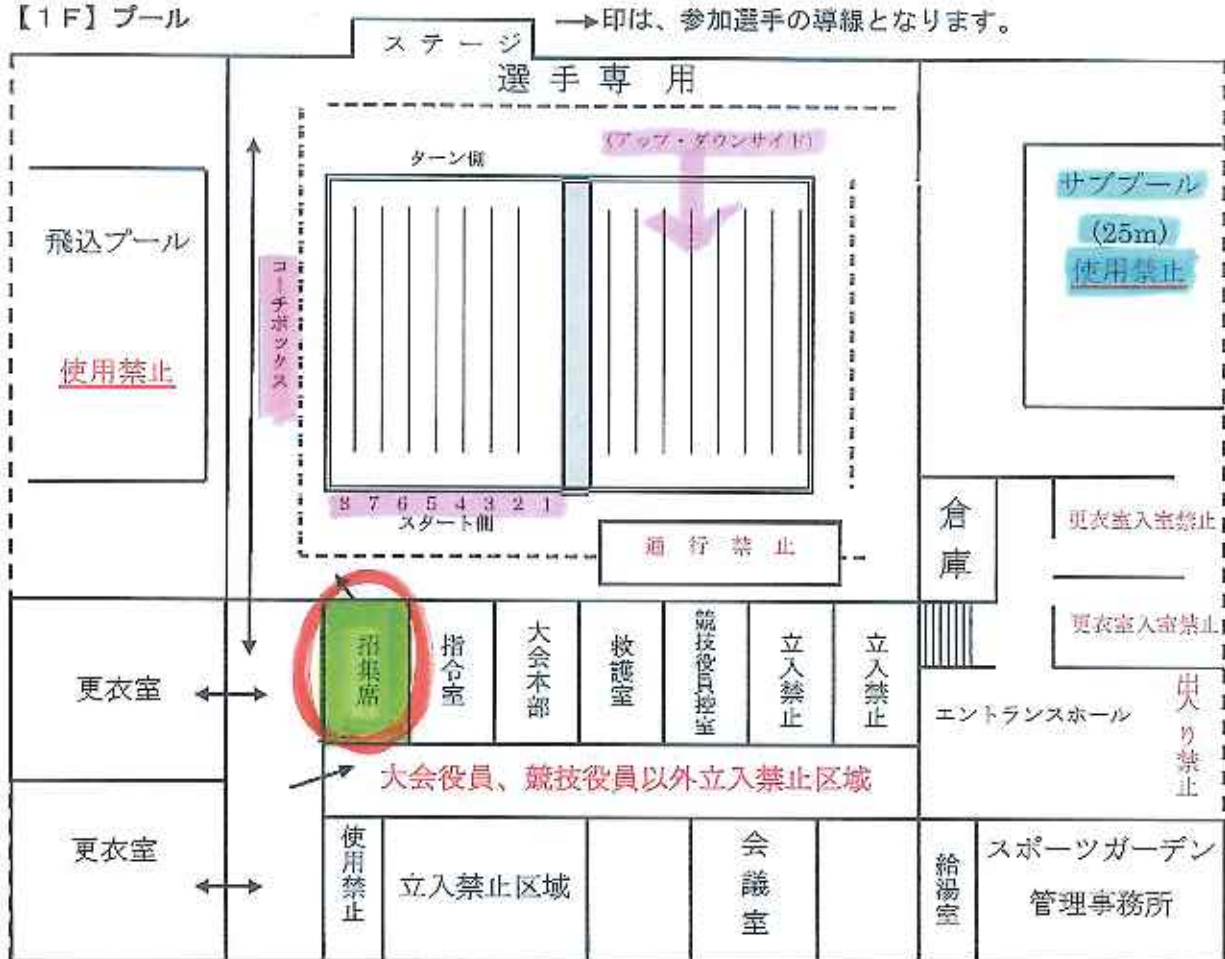 【1F】プール
→印は、参加選手の導線となります。
ステージ
選手専用
(アップ・ダウンサイド)
ターン側
サブプール
(25m)
使用禁止
飛込プール
使用禁止
コーチボックス
8 7 6 5 4 3 2 1
スタート側
通行禁止
倉庫
更衣室入室禁止
更衣室入室禁止
更衣室
招集席
指令室
大会本部
救護室
競技役員控室
立入禁止
立入禁止
エントランスホール
出入り禁止
大会役員、競技役員以外立入禁止区域
更衣室
使用禁止
立入禁止区域
会議室
給湯室
スポーツガーデン
管理事務所